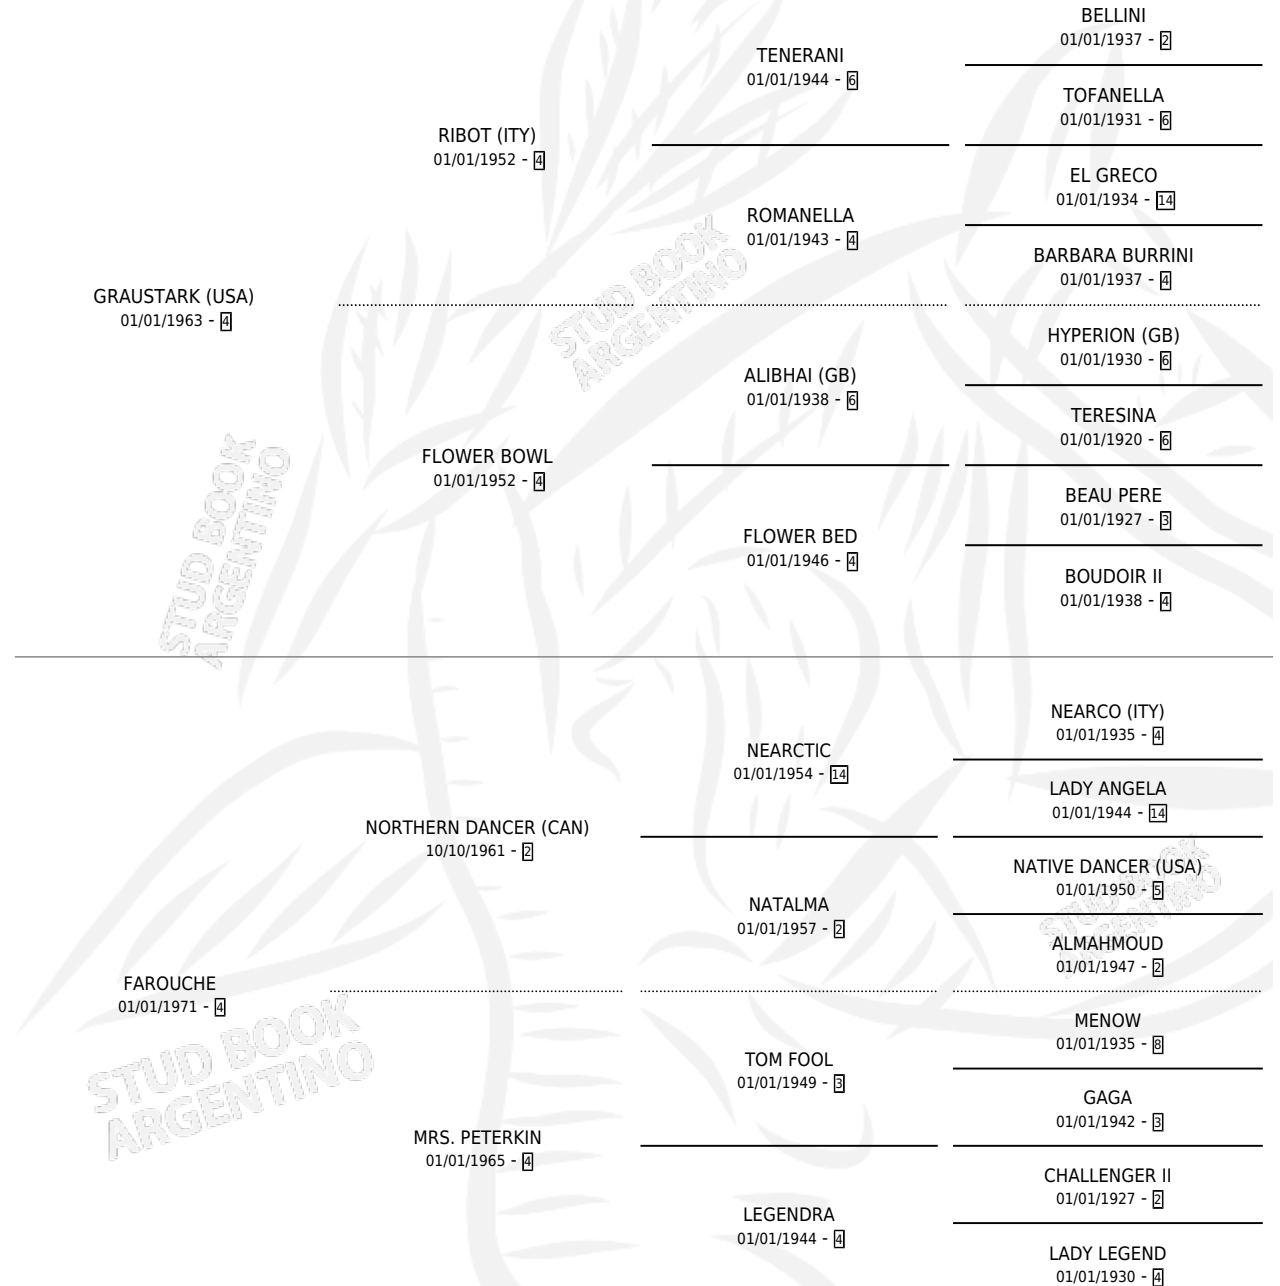 BELLINI
01/01/1937 - 2
TENERANI
01/01/1944 - 6
TOFANELLA
01/01/1931 - 6
RIBOT (ITY)
01/01/1952 - 4
EL GRECO
01/01/1934 - 14
ROMANELLA
01/01/1943 - 4
BARBARA BURRINI
01/01/1937 - 4
GRAUSTARK (USA)
01/01/1963 - 4
HYPERION (GB)
01/01/1930 - 6
ALIBHAI (GB)
01/01/1938 - 6
TERESINA
01/01/1920 - 6
FLOWER BOWL
01/01/1952 - 4
BEAU PERE
01/01/1927 - 3
FLOWER BED
01/01/1946 - 4
BOUDOIR II
01/01/1938 - 4
NEARCO (ITY)
01/01/1935 - 4
NEARCTIC
01/01/1954 - 14
LADY ANGELA
01/01/1944 - 14
NORTHERN DANCER (CAN)
10/10/1961 - 2
NATIVE DANCER (USA)
01/01/1950 - 5
NATALMA
01/01/1957 - 2
ALMAHMOUD
01/01/1947 - 2
FAROUCHE
01/01/1971 - 4
MENOW
01/01/1935 - 8
TOM FOOL
01/01/1949 - 3
GAGA
01/01/1942 - 3
MRS. PETERKIN
01/01/1965 - 4
CHALLENGER II
01/01/1927 - 2
LEGENDRA
01/01/1944 - 4
LADY LEGEND
01/01/1930 - 4
STUD BOOK
ARGENTINO
STUD BOOK
ARGENTINO
STUD BOOK
ARGENTINO
STUD BOOK
ARGENTINO